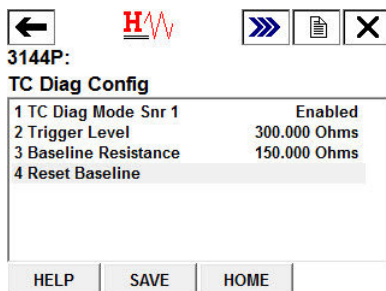 H
3144P:
TC Diag Config
1 TC Diag Mode Snr 1 Enabled
2 Trigger Level 300.000 Ohms
3 Baseline Resistance 150.000 Ohms
4 Reset Baseline
HELP SAVE HOME